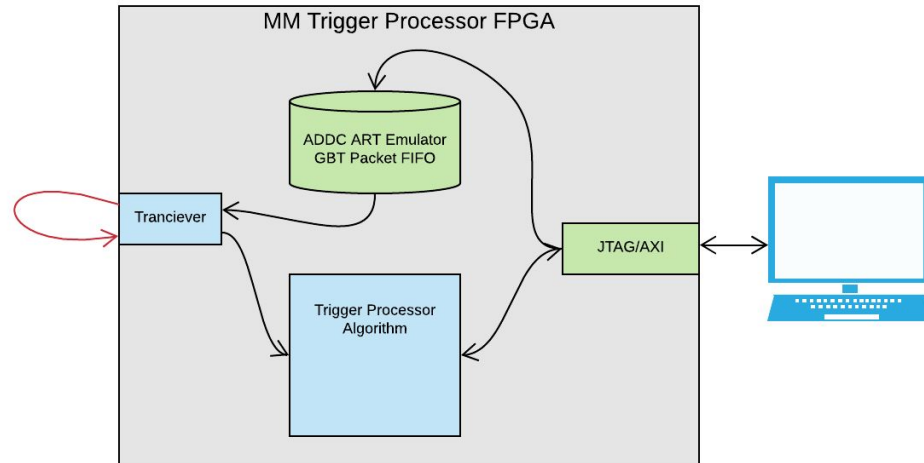 MM Trigger Processor FPGA
ADDC ART Emulator
GBT Packet FIFO
Tranciever
JTAG/AXI
Trigger Processor
Algorithm